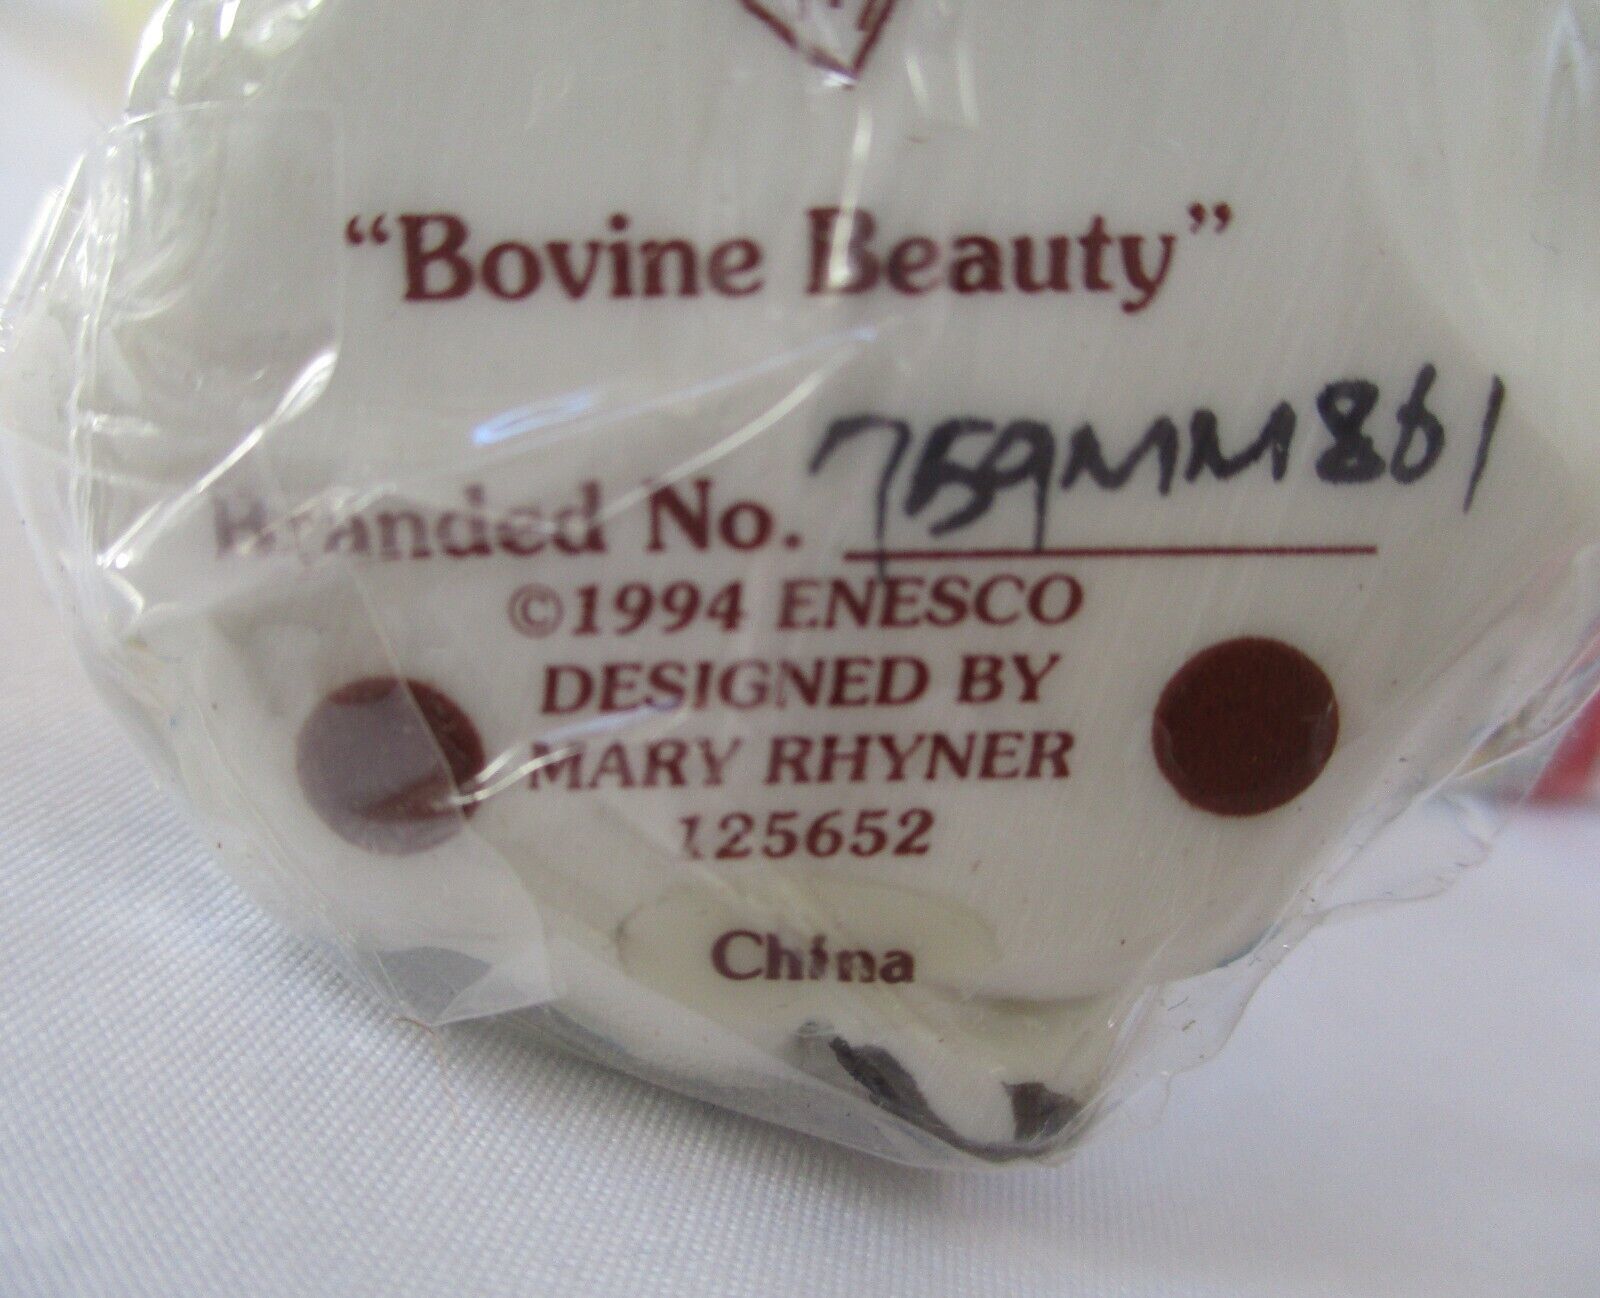 “Bovine Beauty”
Branded No. 759MM861
©1994 ENESCO
DESIGNED BY
MARY RHYNER
125652
China